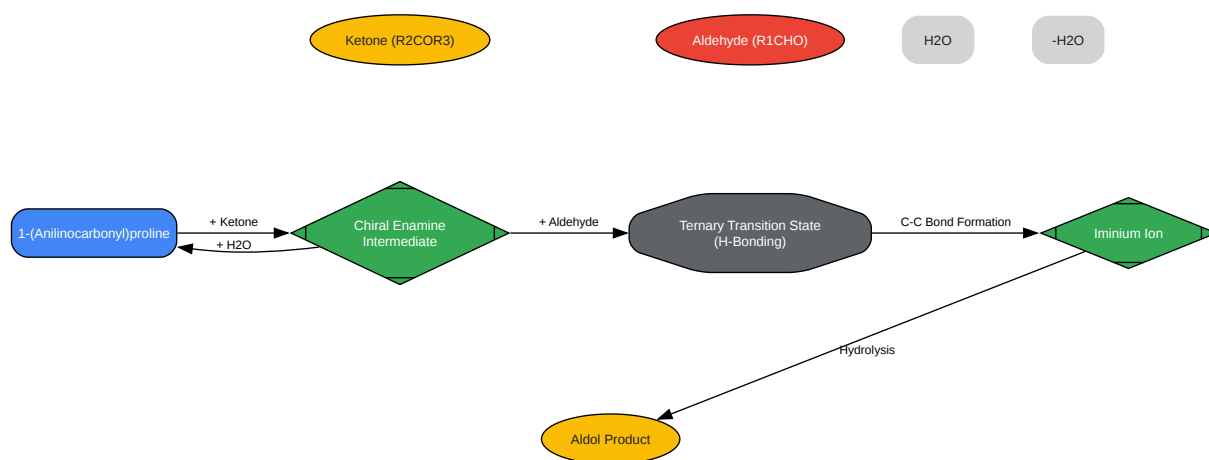 Ketone (R2COR3)
Aldehyde (R1CHO)
H2O
-H2O
1-(Anilinocarbonyl)proline
+ Ketone
+ H2O
Chiral Enamine
Intermediate
+ Aldehyde
Ternary Transition State
(H-Bonding)
C-C Bond Formation
Iminium Ion
Hydrolysis
Aldol Product